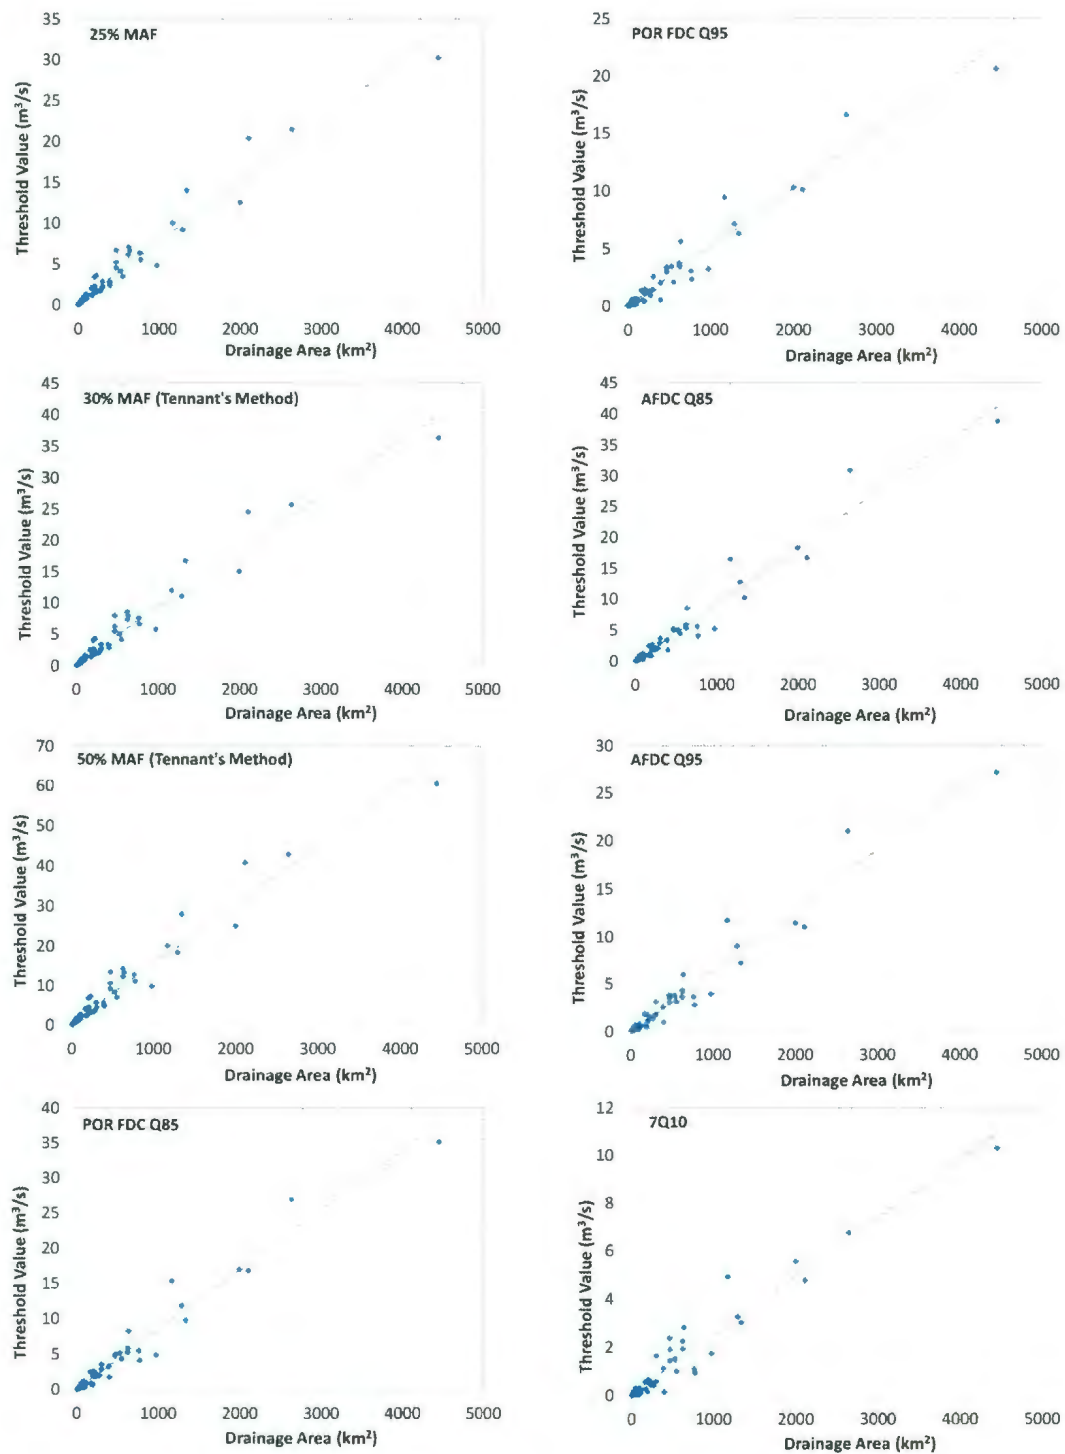 25% MAF
Threshold Value (m³/s)
35
30
25
20
15
10
5
0
0 1000 2000 3000 4000 5000
Drainage Area (km²)
POR FDC Q95
Threshold Value (m³/s)
25
20
15
10
5
0
0 1000 2000 3000 4000 5000
Drainage Area (km²)
30% MAF (Tennant's Method)
Threshold Value (m³/s)
45
40
35
30
25
20
15
10
5
0
0 1000 2000 3000 4000 5000
Drainage Area (km²)
AFDC Q85
Threshold Value (m³/s)
45
40
35
30
25
20
15
10
5
0
0 1000 2000 3000 4000 5000
Drainage Area (km²)
50% MAF (Tennant's Method)
Threshold Value (m³/s)
70
60
50
40
30
20
10
0
0 1000 2000 3000 4000 5000
Drainage Area (km²)
AFDC Q95
Threshold Value (m³/s)
30
25
20
15
10
5
0
0 1000 2000 3000 4000 5000
Drainage Area (km²)
POR FDC Q85
Threshold Value (m³/s)
40
35
30
25
20
15
10
5
0
0 1000 2000 3000 4000 5000
Drainage Area (km²)
7Q10
Threshold Value (m³/s)
12
10
8
6
4
2
0
0 1000 2000 3000 4000 5000
Drainage Area (km²)